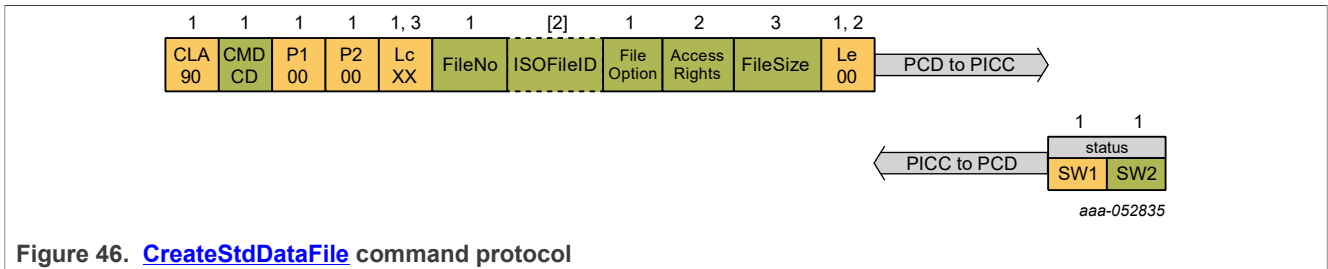 1 1 1 1 1, 3 1 [2] 1 2 3 1, 2
CLA CMD P1 P2 Lc FileNo ISOFileID File Access FileSize Le PCD to PICC
90 CD 00 00 XX Option Rights 00
1 1
status
PICC to PCD SW1 SW2
aaa-052835
Figure 46. CreateStdDataFile command protocol